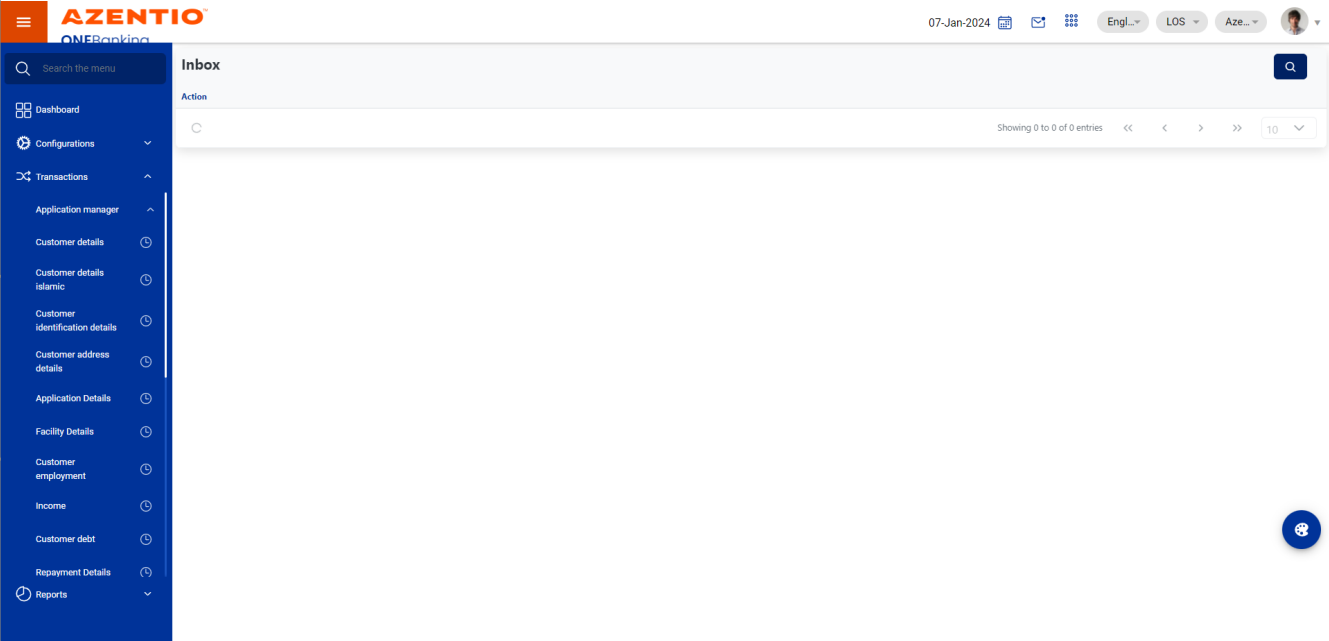 AZENTIO™
ONEBanking
07-Jan-2024
Engl...
LOS
Aze...
Search the menu
Inbox
Action
Dashboard
Showing 0 to 0 of 0 entries
10
Configurations
Transactions
Application manager
Customer details
Customer details
islamic
Customer
identification details
Customer address
details
Application Details
Facility Details
Customer
employment
Income
Customer debt
Repayment Details
Reports